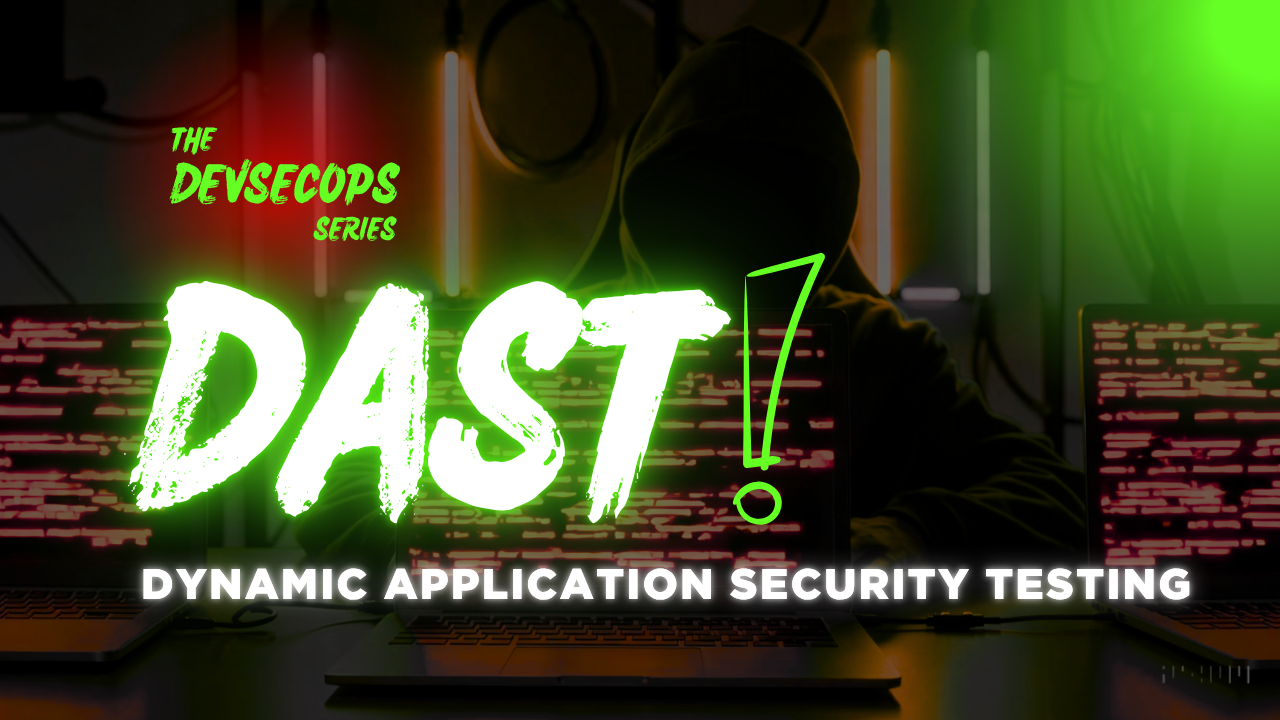 THE
DEVSECOPS
SERIES
DAST!
DYNAMIC APPLICATION SECURITY TESTING